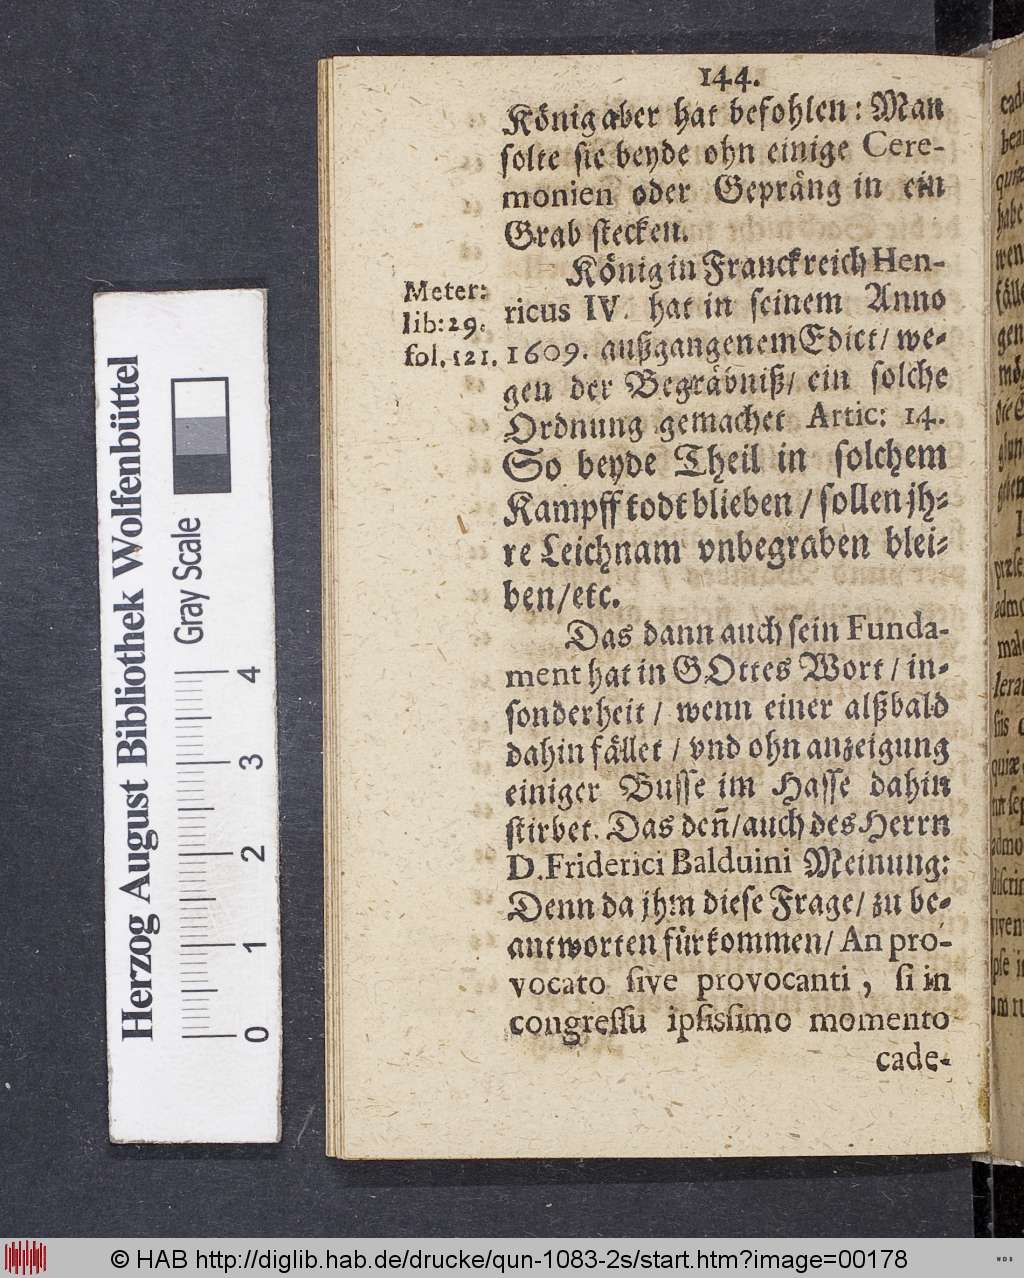 144.
König aber hat befohlen: Man
solte sie beyde ohn einige Cere-
monien oder Gepräng in ein
Grab stecken.
König in Franckreich Hen-
Meter:
lib: 29.
fol. 521.
ricus IV. hat in seinem Anno
1609. außgangenem Edict/ we-
gen der Begräbniß/ ein solche
Ordnung gemachet Artic: 14.
So beyde Theil in solchem
Kampff todt blieben / sollen jh-
re Leichnam vnbegraben blei-
ben/etc.
Das dann auch sein Funda-
ment hat in GOttes Wort / in-
sonderheit / wenn einer alßbald
dahin fället / vnd ohn anzeigung
einiger Busse im Hasse dahin
stirbet. Das deñ/auch des Herrn
D. Friderici Balduini Meinung:
Denn da jhm diese Frage/ zu be-
antworten fürkommen/ An pro-
vocato sive provocanti, si in
congressu ipsissimo momento
cade-
Herzog August Bibliothek Wolfenbüttel
Gray Scale
0 1 2 3 4
© HAB http://diglib.hab.de/drucke/qun-1083-2s/start.htm?image=00178